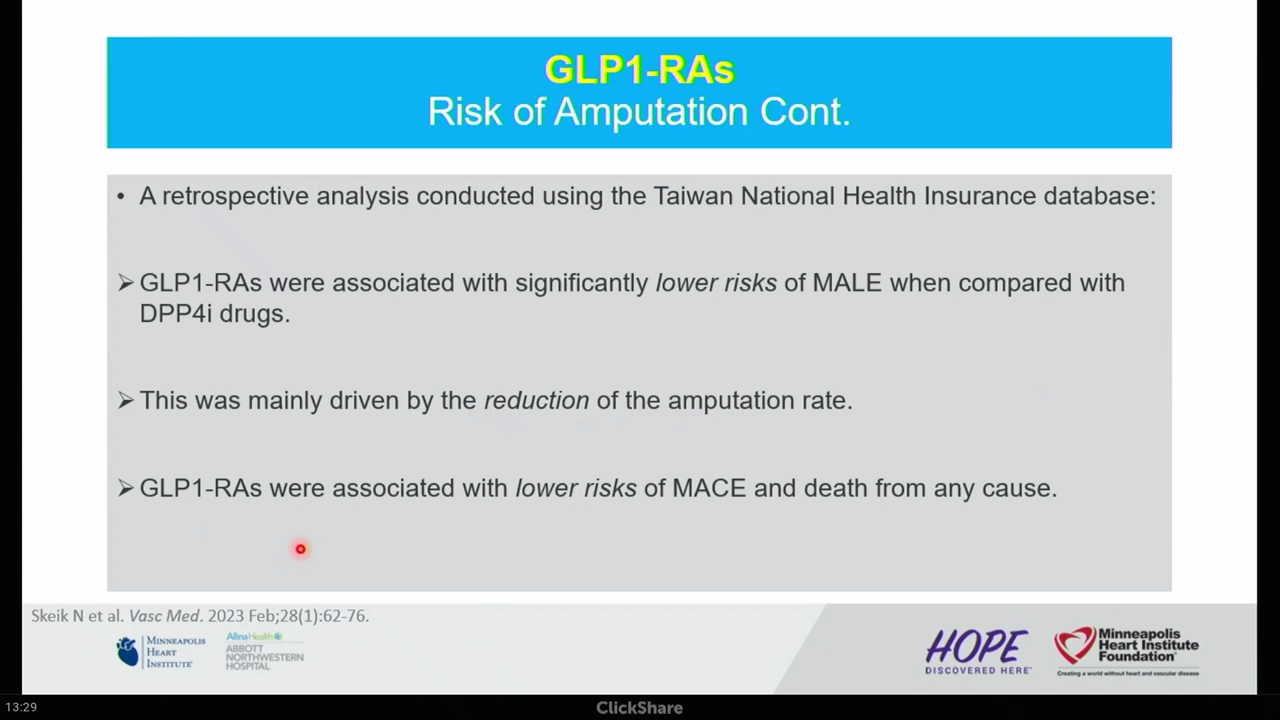 GLP1-RAs
Risk of Amputation Cont.
• A retrospective analysis conducted using the Taiwan National Health Insurance database:
➢ GLP1-RAs were associated with significantly lower risks of MALE when compared with
DPP4i drugs.
➢ This was mainly driven by the reduction of the amputation rate.
➢ GLP1-RAs were associated with lower risks of MACE and death from any cause.
Skeik N et al. Vasc Med. 2023 Feb;28(1):62-76.
MINNEAPOLIS
HEART
INSTITUTE
Allina Health
ABBOTT
NORTHWESTERN
HOSPITAL
HOPE
DISCOVERED HERE
Minneapolis
Heart Institute
Foundation
Creating a world without heart and vascular disease
13:29
ClickShare